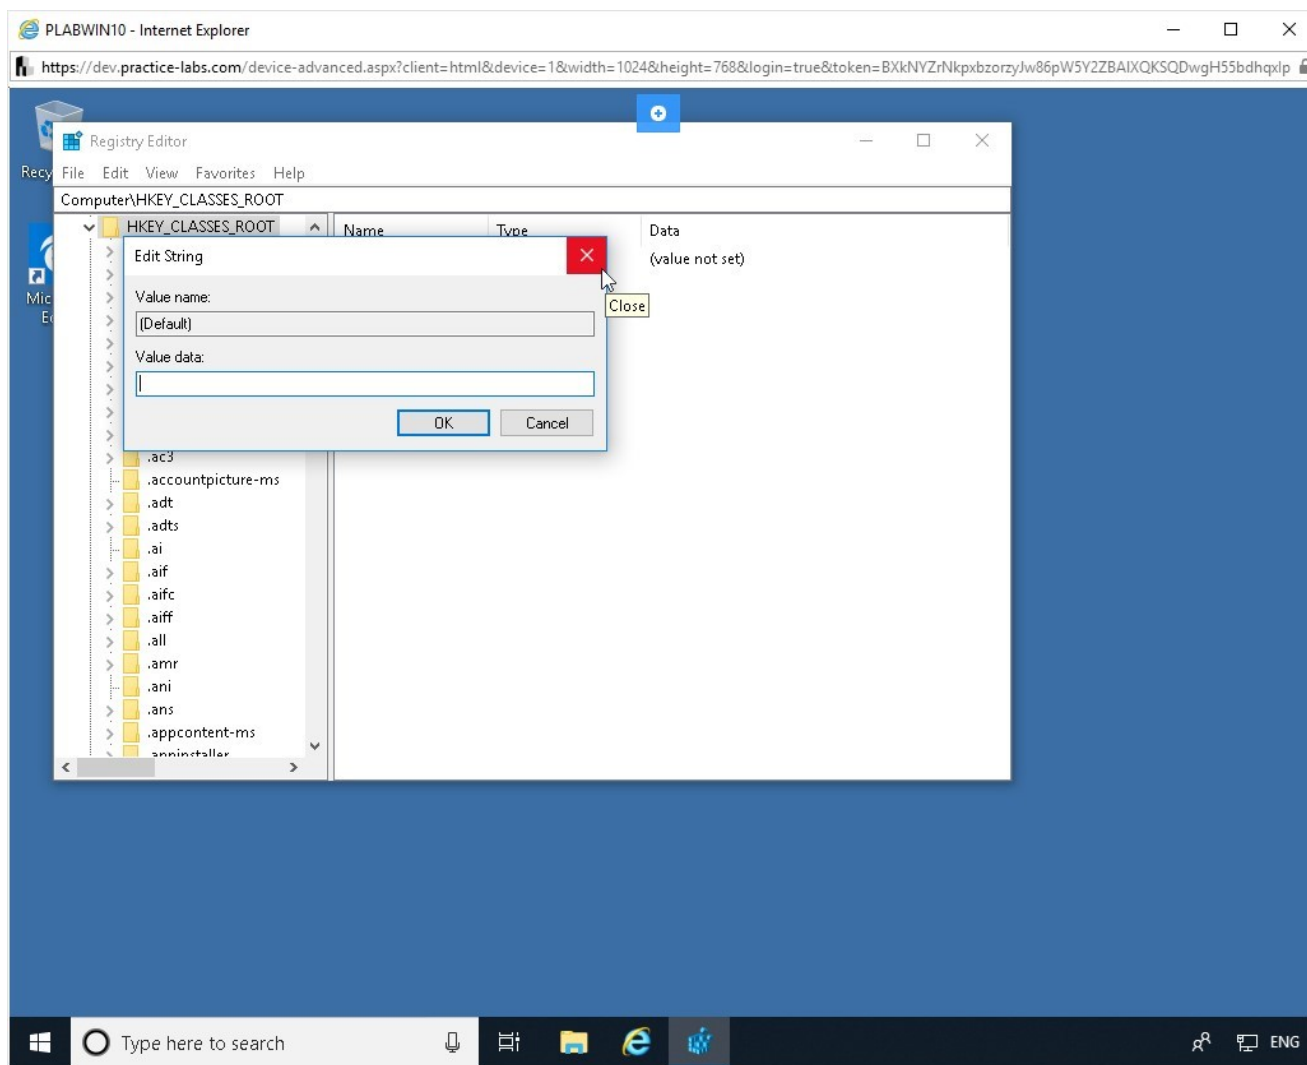 PLABWIN10 - Internet Explorer
https://dev.practice-labs.com/device-advanced.aspx?client=html&device=1&width=1024&height=768&login=true&token=BXkNYZrNkpxbzorzyJw86pW5Y2ZBAIXQKSQDwgH55bdhqxlp
Registry Editor
File Edit View Favorites Help
Computer\HKEY_CLASSES_ROOT
HKEY_CLASSES_ROOT
Name Type Data
(value not set)
Edit String
Close
Value name:
(Default)
Value data:
OK Cancel
.ac3
.accountpicture-ms
.adt
.adts
.ai
.aif
.aifc
.aiff
.all
.amr
.ani
.ans
.appcontent-ms
.appinstaller
Type here to search
ENG